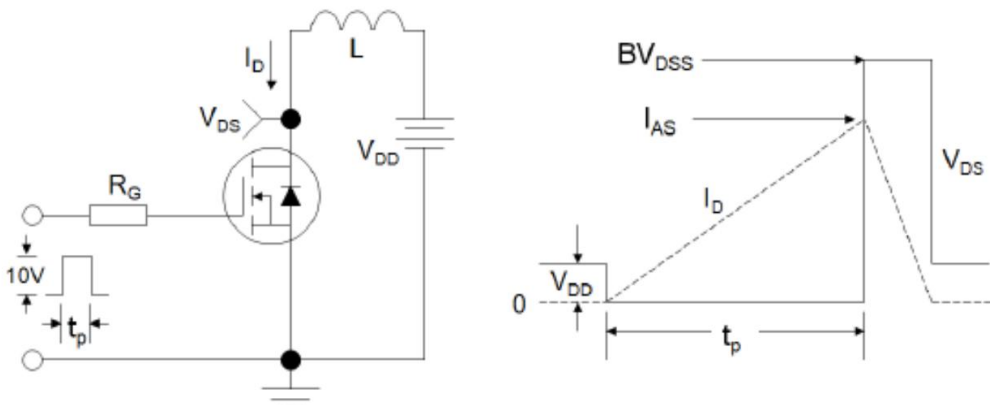 L
I_D
V_DS
V_DD
R_G
10V
t_p
BV_DSS
I_AS
V_DS
I_D
V_DD
0
t_p